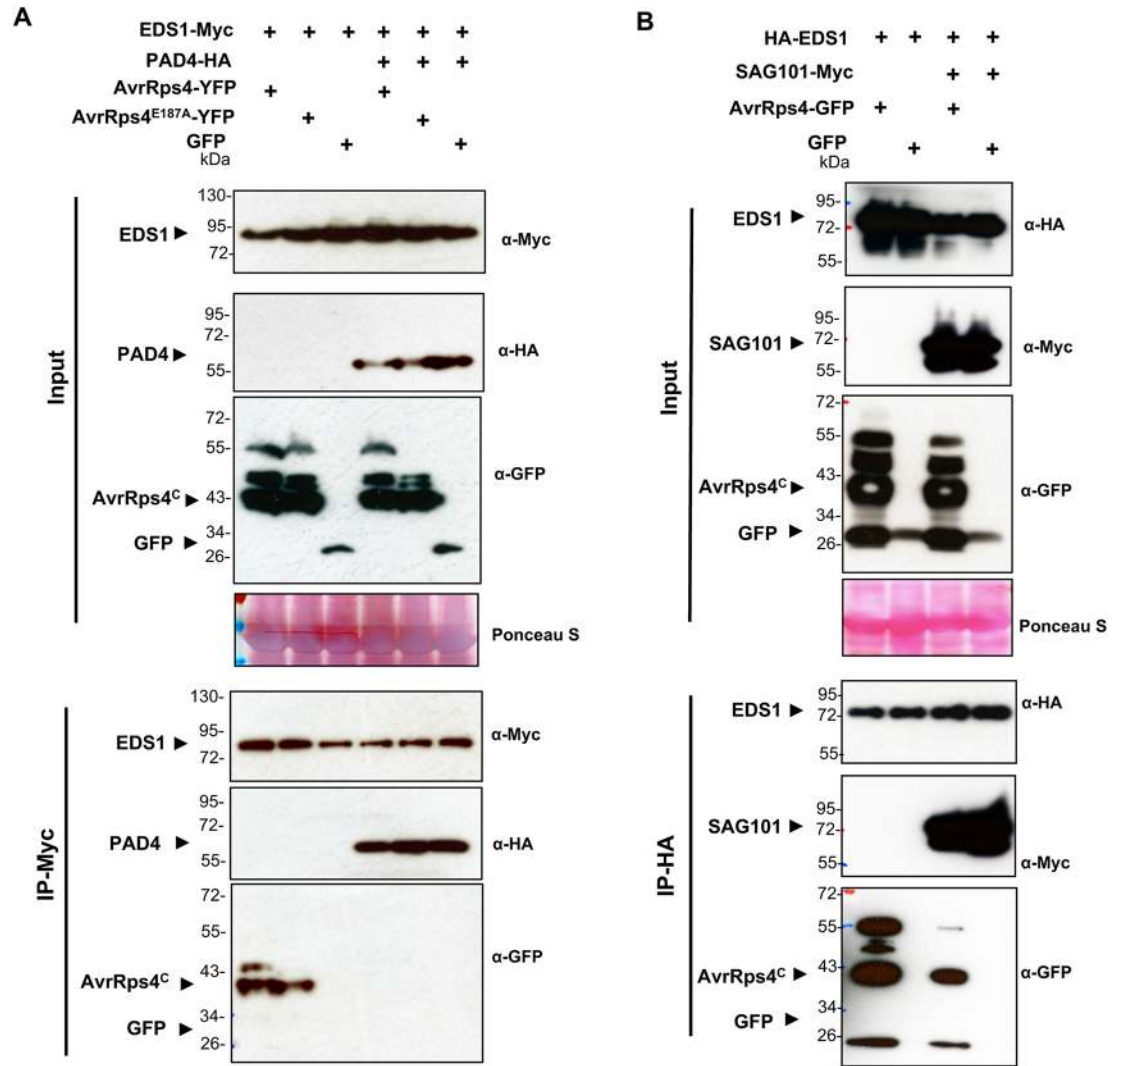 A
EDS1-Myc + + + + + +
PAD4-HA + + +
AvrRps4-YFP + +
AvrRps4E187A-YFP + +
GFP + +
kDa
Input
130-
EDS1 95- α-Myc
72-
95-
72-
PAD4 α-HA
55-
72-
55-
α-GFP
AvrRps4C 43-
34-
GFP
26-
Ponceau S
IP-Myc
130-
95- α-Myc
EDS1
72-
95-
72-
PAD4 α-HA
55-
72-
55-
α-GFP
43-
AvrRps4C
34-
GFP
26-
B
HA-EDS1 + + + +
SAG101-Myc + +
AvrRps4-GFP + +
GFP + +
kDa
Input
95-
EDS1
72- α-HA
55-
95-
SAG101 72- α-Myc
55-
72-
55-
43-
AvrRps4C α-GFP
34-
GFP
26-
Ponceau S
IP-HA
95- α-HA
EDS1 72-
55-
95-
SAG101 72-
55- α-Myc
72-
55-
43-
AvrRps4C α-GFP
34-
GFP
26-